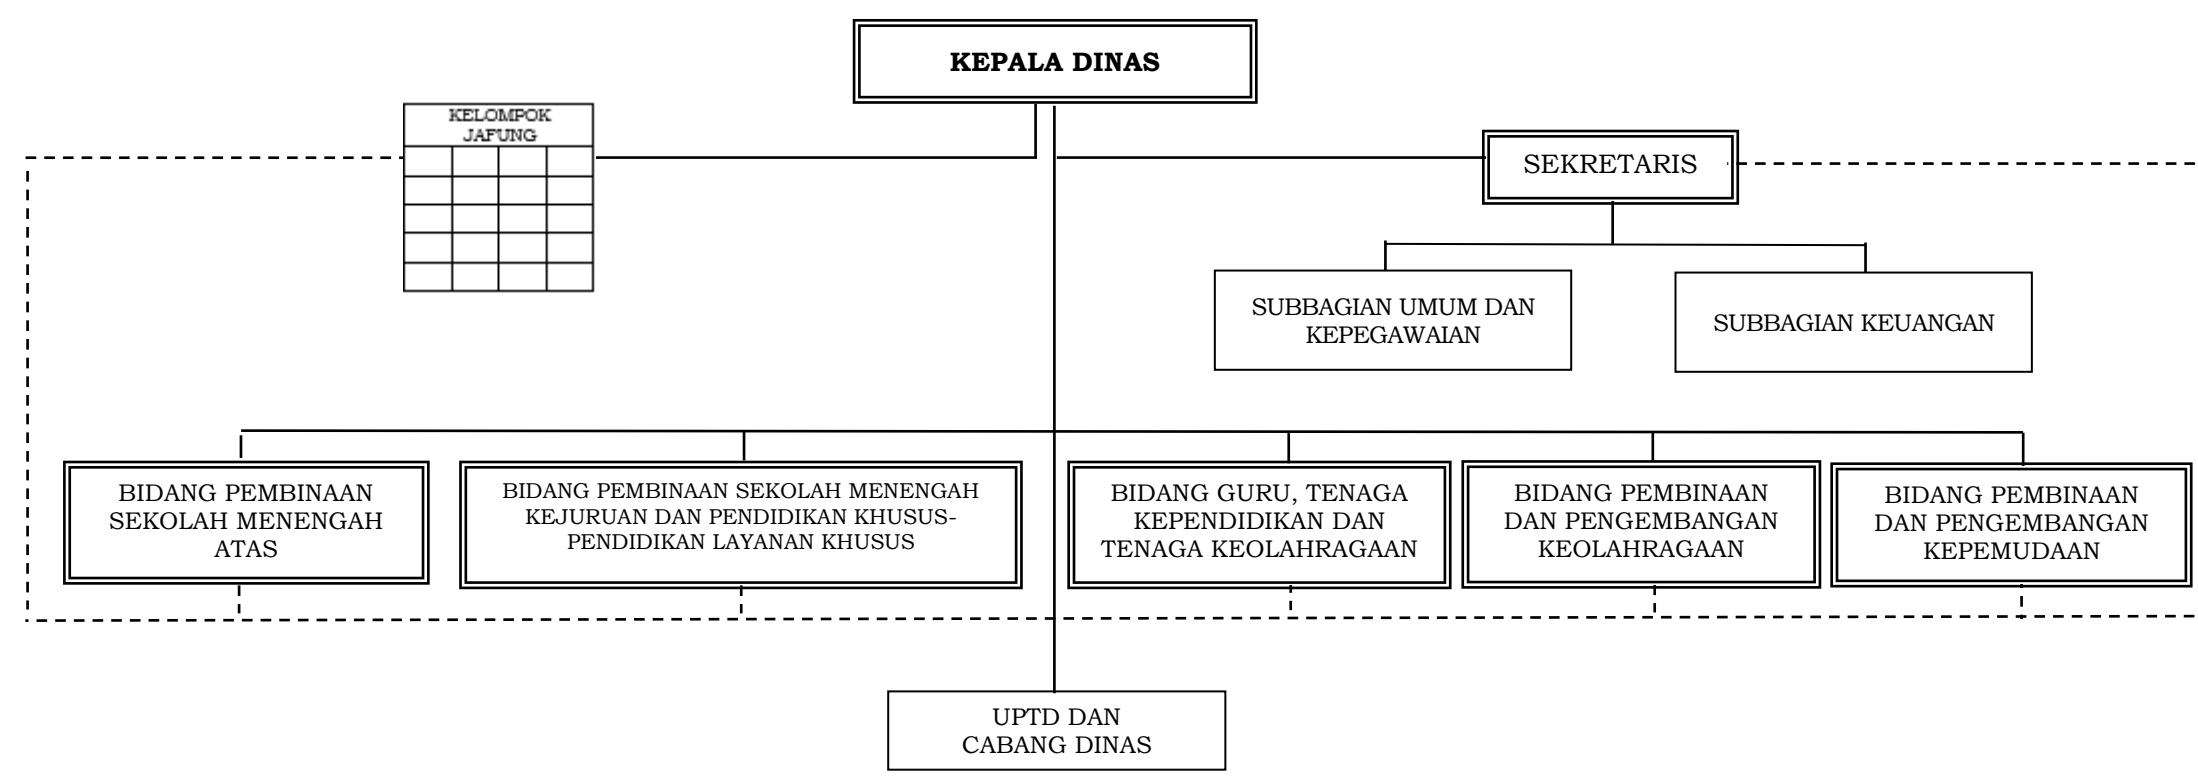 KEPALA DINAS
KELOMPOK
JAFUNG
SEKRETARIS
SUBBAGIAN UMUM DAN
KEPEGAWAIAN
SUBBAGIAN KEUANGAN
BIDANG PEMBINAAN
SEKOLAH MENENGAH
ATAS
BIDANG PEMBINAAN SEKOLAH MENENGAH
KEJURUAN DAN PENDIDIKAN KHUSUS-
PENDIDIKAN LAYANAN KHUSUS
BIDANG GURU, TENAGA
KEPENDIDIKAN DAN
TENAGA KEOLAHRAGAAN
BIDANG PEMBINAAN
DAN PENGEMBANGAN
KEOLAHRAGAAN
BIDANG PEMBINAAN
DAN PENGEMBANGAN
KEPEMUDAAN
UPTD DAN
CABANG DINAS